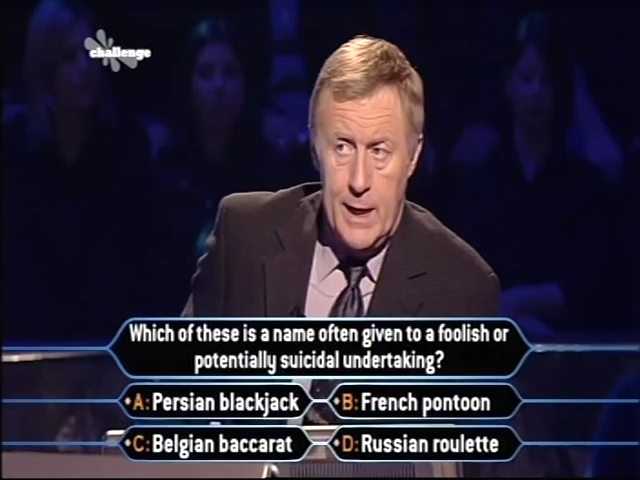 challenge
Which of these is a name often given to a foolish or
potentially suicidal undertaking?
A: Persian blackjack
B: French pontoon
C: Belgian baccarat
D: Russian roulette